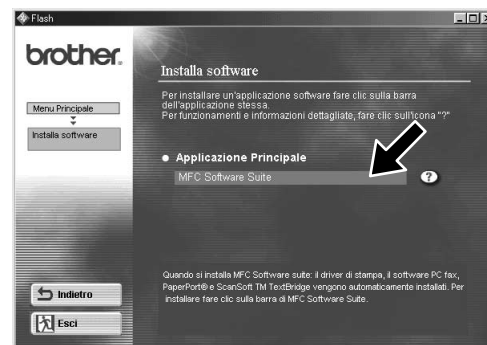 Flash
brother.
Menu Principale
Installa software
Installa software
Per installare un'applicazione software fare clic sulla barra
dell'applicazione stessa.
Per funzionamenti e informazioni dettagliate, fare clic sull'icona "?"
Applicazione Principale
MFC Software Suite
?
Quando si installa MFC Software suite: il driver di stampa, il software PC fax,
PaperPort® e ScanSoft TM TextBridge vengono automaticamente installati. Per
installare fare clic sulla barra di MFC Software Suite.
Indietro
Esci